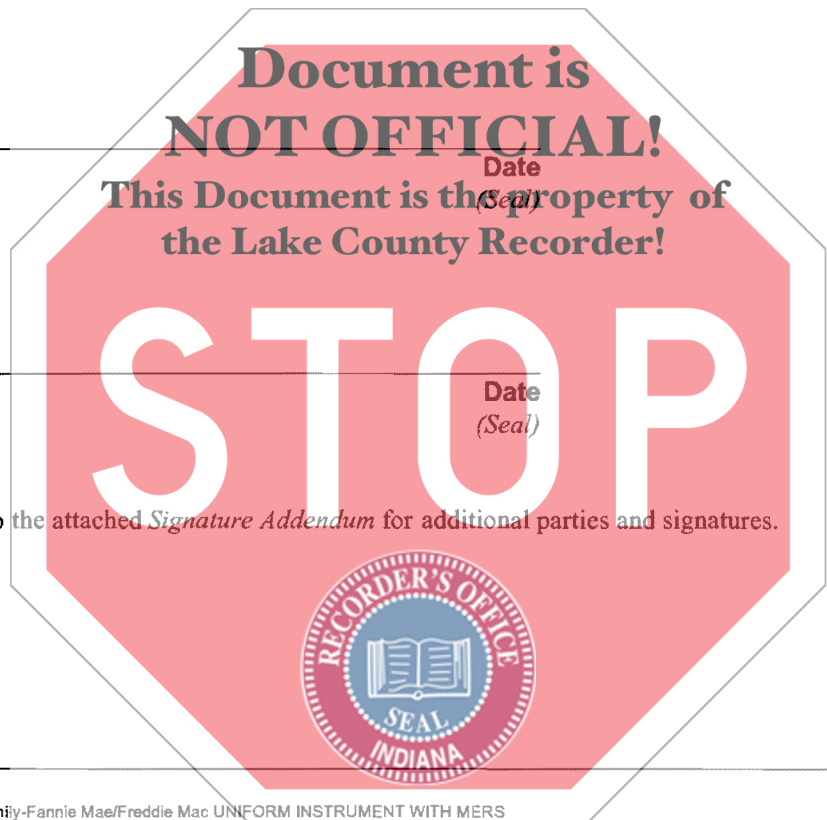 Document is
NOT OFFICIAL!
Date
This Document is the property of
(Seal)
the Lake County Recorder!
STOP
Date
(Seal)
the attached Signature Addendum for additional parties and signatures.
RECORDER'S OFFICE
SEAL
INDIANA
-Fannie Mae/Freddie Mac UNIFORM INSTRUMENT WITH MERS